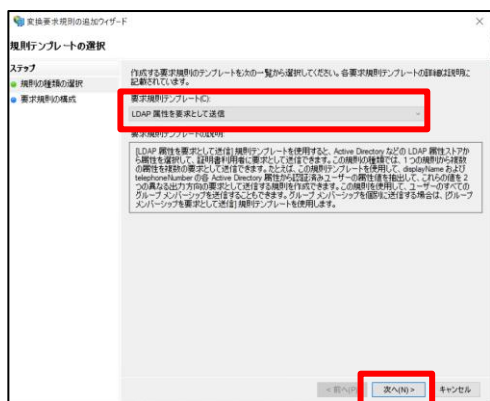 変換要求規則の追加ウィザード
規則テンプレートの選択
ステップ
規則の種類の選択
要求規則の構成
作成する要求規則のテンプレートを次の一覧から選択してください。各要求規則テンプレートの詳細は説明に
記載されています。
要求規則テンプレート(C):
LDAP 属性を要求として送信
要求規則テンプレートの説明:
[LDAP 属性を要求として送信] 規則テンプレートを使用すると、Active Directory などの LDAP 属性ストアか
ら属性を選択して、証明書利用者に要求として送信できます。この規則の種類では、1 つの規則から複数
の属性を複数の要求として送信できます。たとえば、この規則テンプレートを使用して、displayName および
telephoneNumber の各 Active Directory 属性から認証済みユーザーの属性値を抽出して、これらの値を 2
つの異なる出力方向の要求として送信する規則を作成できます。この規則を使用して、ユーザーのすべての
グループ メンバーシップを送信することもできます。グループ メンバーシップを個別に送信する場合は、[グループ
メンバーシップを要求として送信] 規則テンプレートを使用します。
< 前へ(P) 次へ(N) > キャンセル